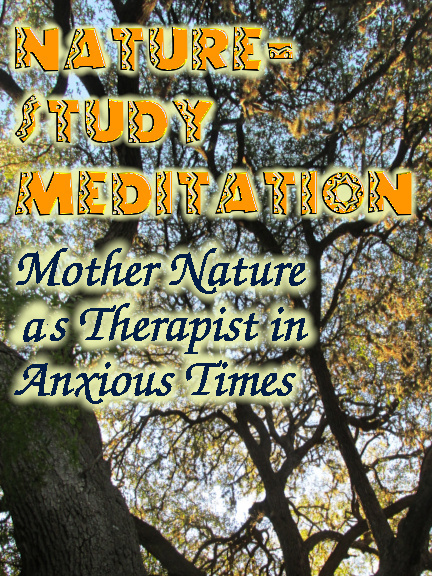 NATURE-
STUDY
MEDITATION
Mother Nature
as Therapist in
Anxious Times